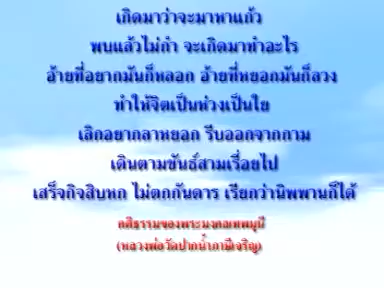 เกิดมาว่าจะมาหาแก้ว
พบแล้วไม่กำ จะเกิดมาทำอะไร
อ้ายที่อยากมันก็หลอก อ้ายที่หยอกมันก็ลวง
ทำให้จิตเป็นห่วงเป็นใย
เลิกอยากลาหยอก รีบออกจากกาม
เดินตามขันธ์สามเรื่อยไป
เสร็จกิจสิบหก ไม่ตกกันดาร เรียกว่านิพพานก็ได้
คติธรรมของพระมงคลเทพมุนี
(หลวงพ่อวัดปากน้ำภาษีเจริญ)